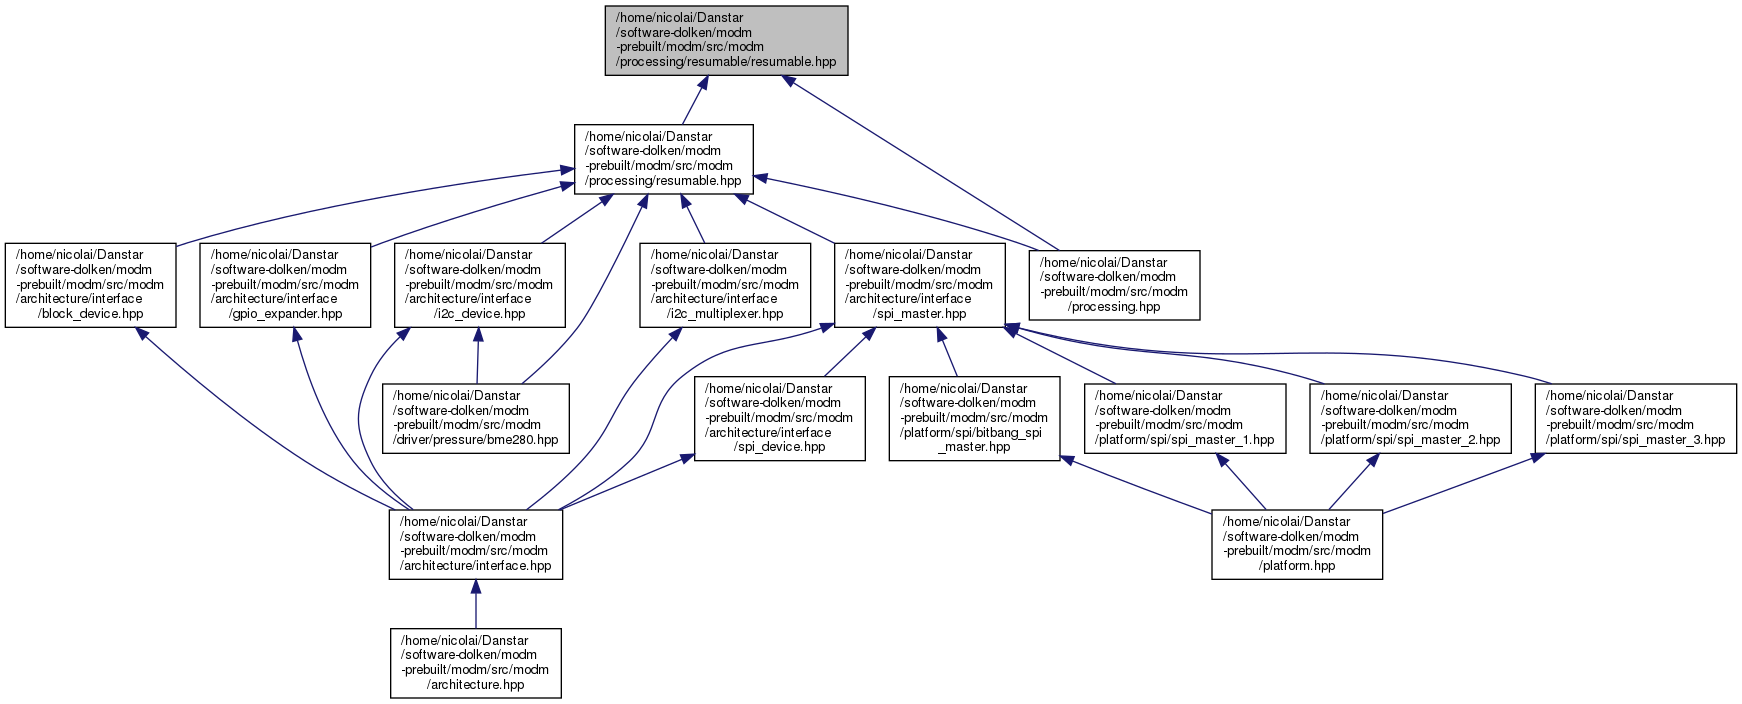 /home/nicolai/Danstar
/software-dolken/modm
-prebuilt/modm/src/modm
/processing/resumable/resumable.hpp
/home/nicolai/Danstar
/software-dolken/modm
-prebuilt/modm/src/modm
/processing/resumable.hpp
/home/nicolai/Danstar
/software-dolken/modm
-prebuilt/modm/src/modm
/architecture/interface
/block_device.hpp
/home/nicolai/Danstar
/software-dolken/modm
-prebuilt/modm/src/modm
/architecture/interface
/gpio_expander.hpp
/home/nicolai/Danstar
/software-dolken/modm
-prebuilt/modm/src/modm
/architecture/interface
/i2c_device.hpp
/home/nicolai/Danstar
/software-dolken/modm
-prebuilt/modm/src/modm
/architecture/interface
/i2c_multiplexer.hpp
/home/nicolai/Danstar
/software-dolken/modm
-prebuilt/modm/src/modm
/architecture/interface
/spi_master.hpp
/home/nicolai/Danstar
/software-dolken/modm
-prebuilt/modm/src/modm
/processing.hpp
/home/nicolai/Danstar
/software-dolken/modm
-prebuilt/modm/src/modm
/driver/pressure/bme280.hpp
/home/nicolai/Danstar
/software-dolken/modm
-prebuilt/modm/src/modm
/architecture/interface
/spi_device.hpp
/home/nicolai/Danstar
/software-dolken/modm
-prebuilt/modm/src/modm
/platform/spi/bitbang_spi
_master.hpp
/home/nicolai/Danstar
/software-dolken/modm
-prebuilt/modm/src/modm
/platform/spi/spi_master_1.hpp
/home/nicolai/Danstar
/software-dolken/modm
-prebuilt/modm/src/modm
/platform/spi/spi_master_2.hpp
/home/nicolai/Danstar
/software-dolken/modm
-prebuilt/modm/src/modm
/platform/spi/spi_master_3.hpp
/home/nicolai/Danstar
/software-dolken/modm
-prebuilt/modm/src/modm
/architecture/interface.hpp
/home/nicolai/Danstar
/software-dolken/modm
-prebuilt/modm/src/modm
/platform.hpp
/home/nicolai/Danstar
/software-dolken/modm
-prebuilt/modm/src/modm
/architecture.hpp